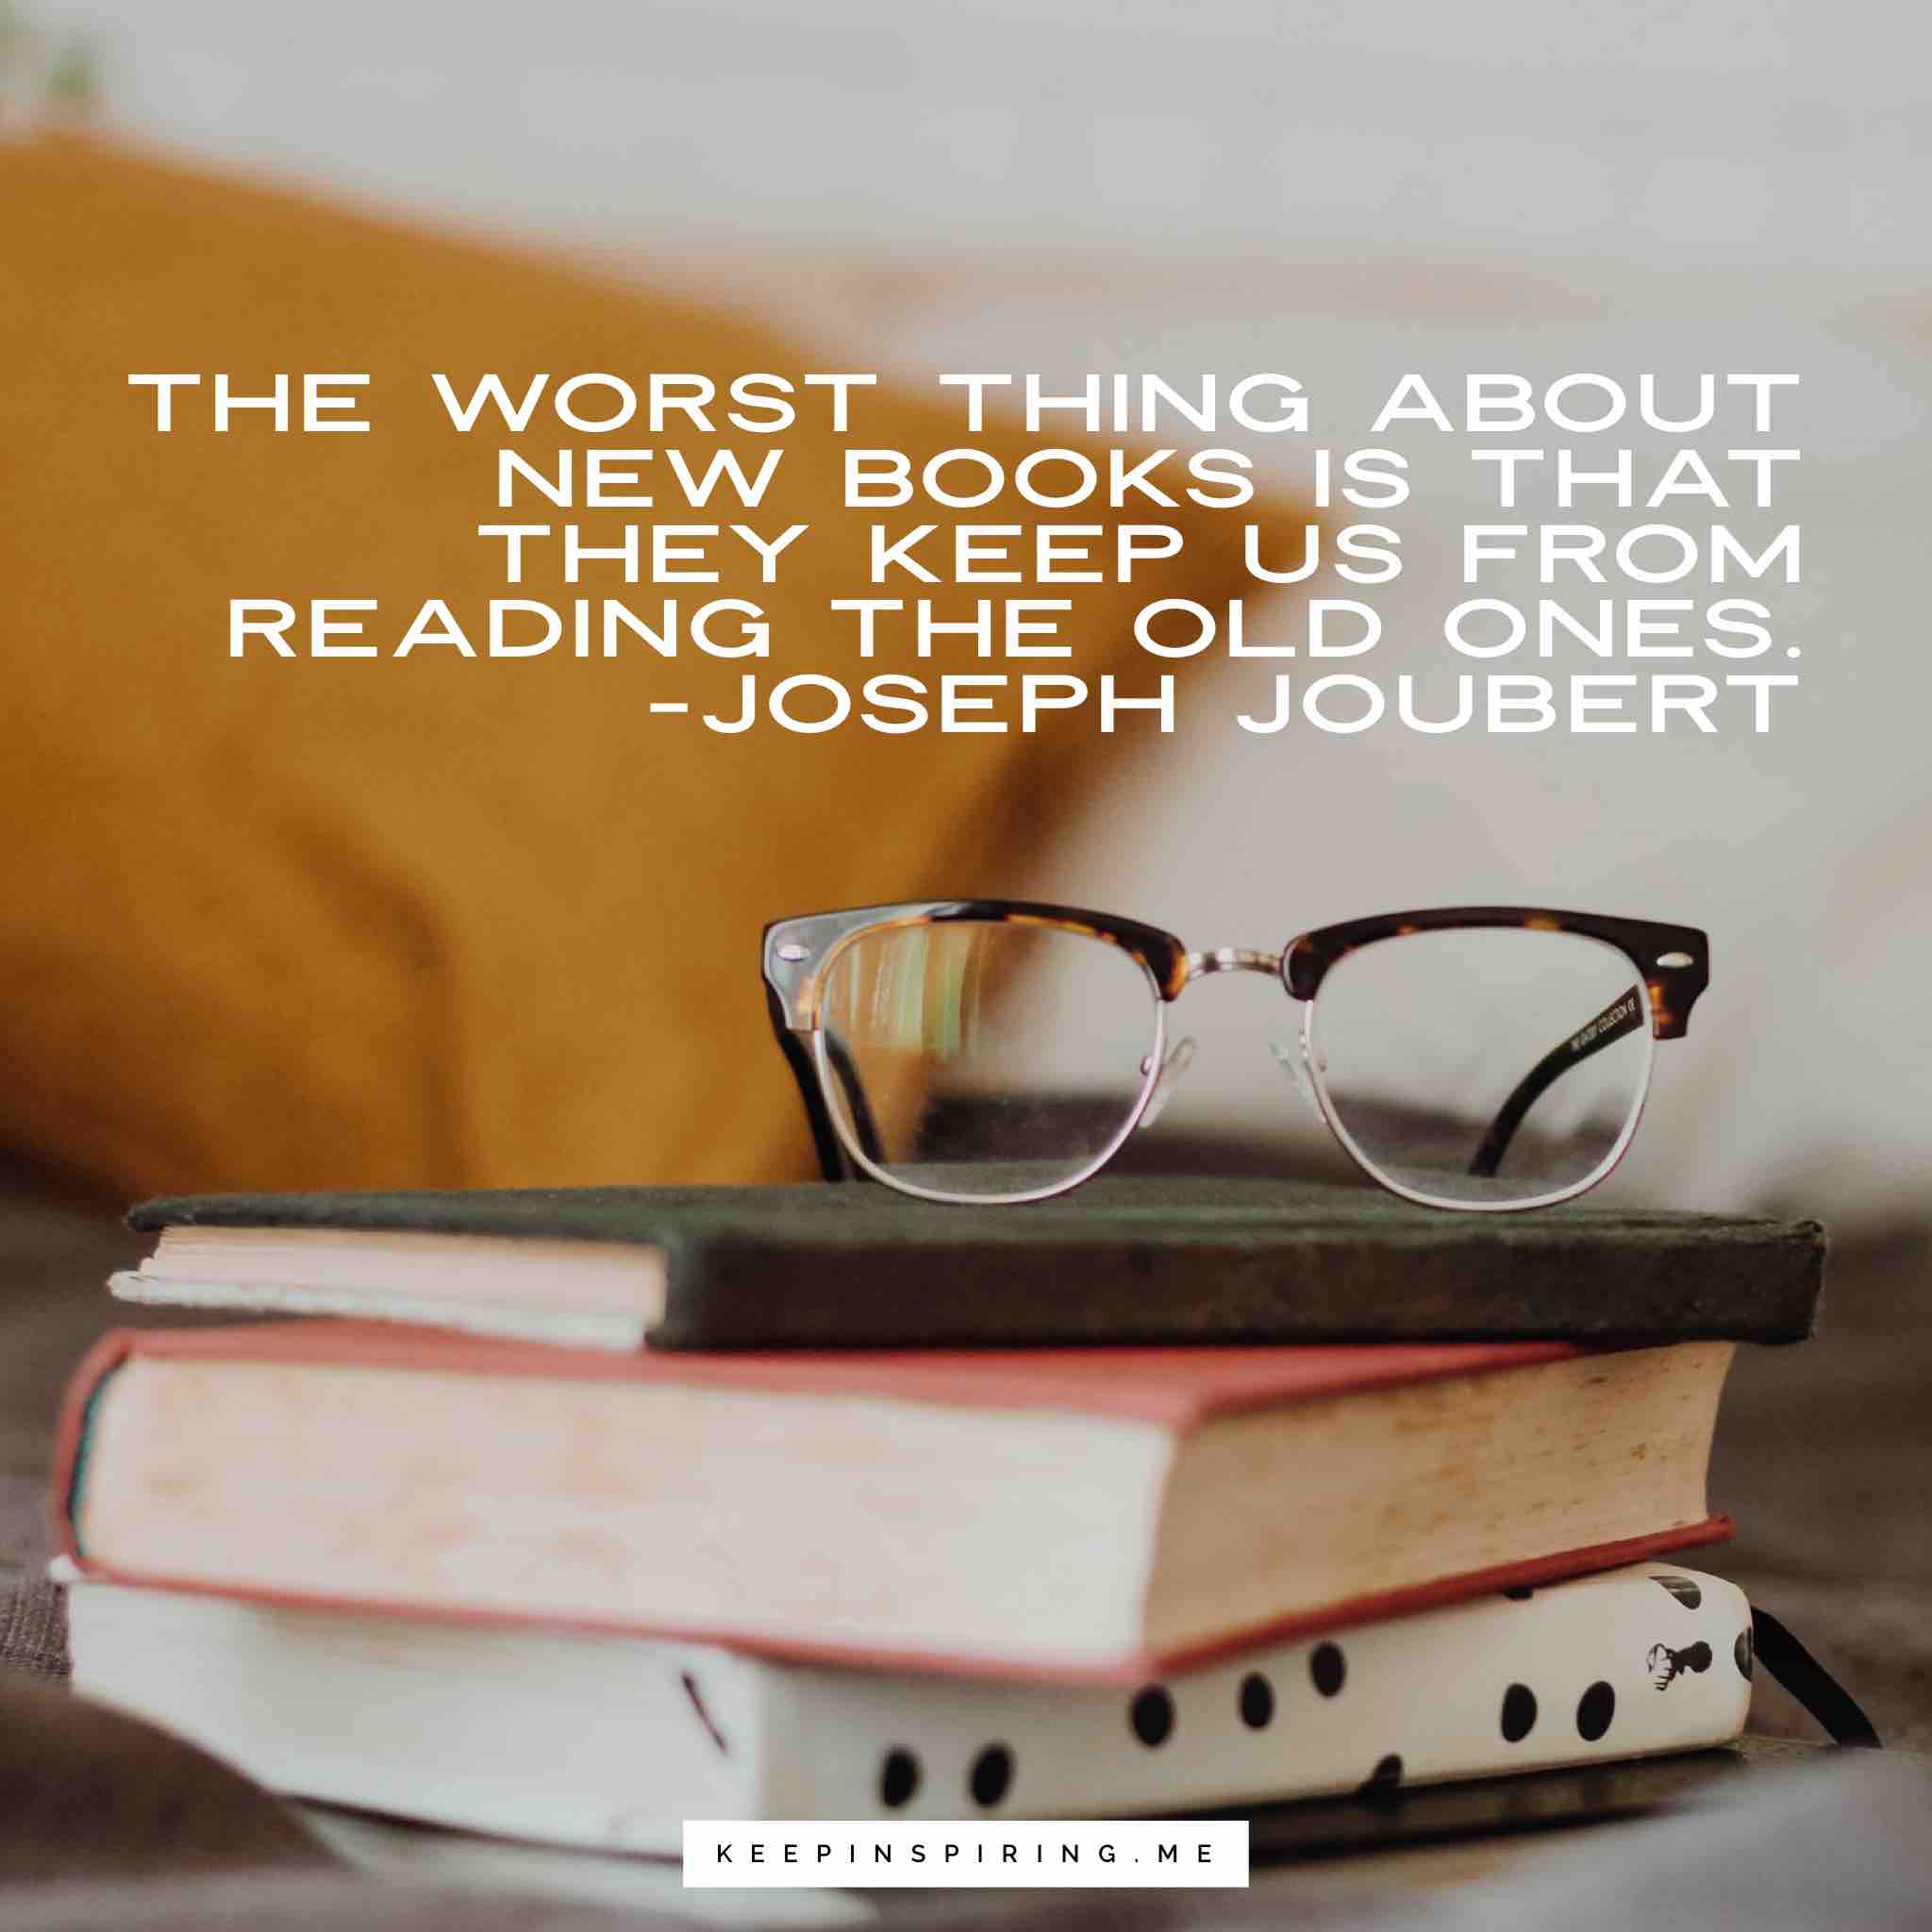 THE WORST THING ABOUT
NEW BOOKS IS THAT
THEY KEEP US FROM
READING THE OLD ONES.
-JOSEPH JOUBERT
KEEPINSPIRING.ME